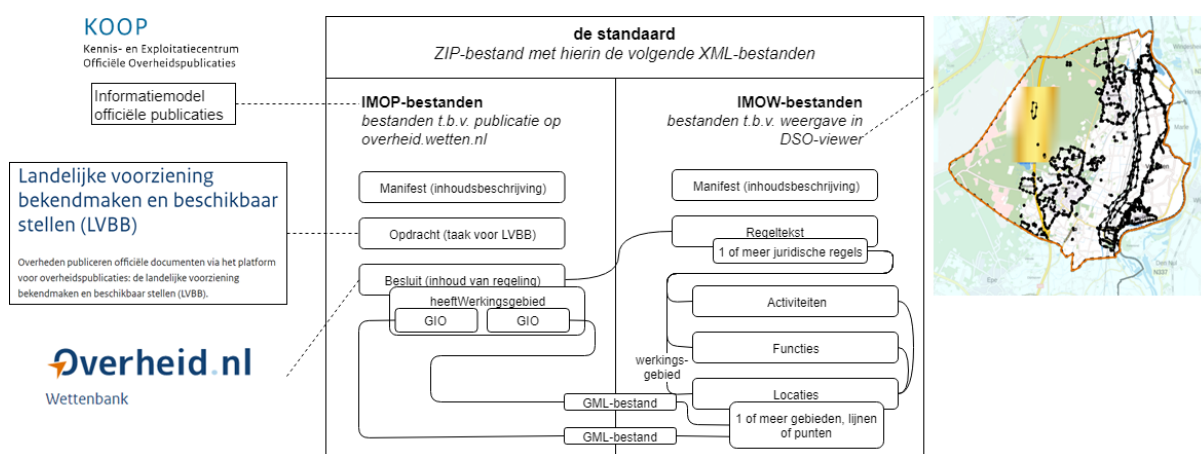 KOOP
Kennis- en Exploitatiecentrum
Officiële Overheidspublicaties
Informatiemodel
officiële publicaties
Landelijke voorziening
bekendmaken en beschikbaar
stellen (LVBB)
Overheden publiceren officiële documenten via het platform
voor overheidspublicaties: de landelijke voorziening
bekendmaken en beschikbaar stellen (LVBB).
Overheid.nl
Wettenbank
de standaard
ZIP-bestand met hierin de volgende XML-bestanden
IMOP-bestanden
bestanden t.b.v. publicatie op
overheid.wetten.nl
Manifest (inhoudsbeschrijving)
Opdracht (taak voor LVBB)
Besluit (inhoud van regeling)
heeftWerkingsgebied
GIO
GIO
GML-bestand
GML-bestand
IMOW-bestanden
bestanden t.b.v. weergave in
DSO-viewer
Manifest (inhoudsbeschrijving)
Regeltekst
1 of meer juridische regels
Activiteiten
Functies
werkings-
gebied
Locaties
1 of meer gebieden, lijnen
of punten
Epe
N337